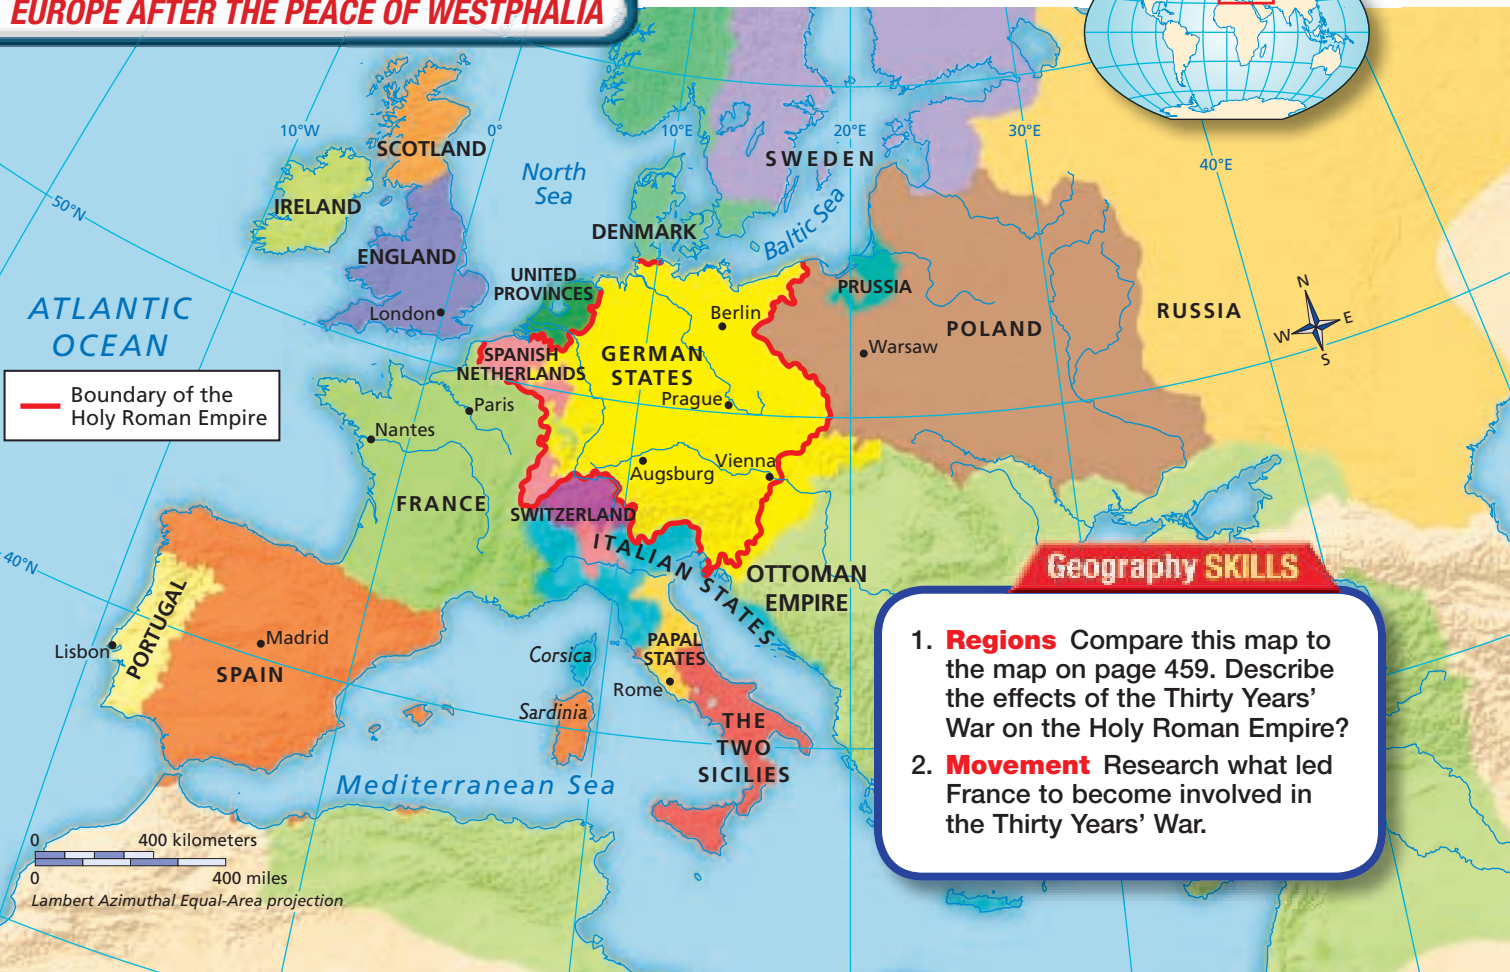 EUROPE AFTER THE PEACE OF WESTPHALIA
10°W
0°
10°E
20°E
30°E
40°E
50°N
40°N
SCOTLAND
IRELAND
ENGLAND
London
North
Sea
SWEDEN
DENMARK
Baltic Sea
UNITED
PROVINCES
PRUSSIA
RUSSIA
N
W
E
S
ATLANTIC
OCEAN
Berlin
POLAND
Warsaw
SPANISH
NETHERLANDS
GERMAN
STATES
Prague
Boundary of the
Holy Roman Empire
Paris
Nantes
Augsburg
Vienna
FRANCE
SWITZERLAND
ITALIAN STATES
OTTOMAN
EMPIRE
PORTUGAL
Lisbon
Madrid
SPAIN
Corsica
PAPAL
STATES
Rome
Sardinia
THE
TWO
SICILIES
Mediterranean Sea
0
400 kilometers
0
400 miles
Lambert Azimuthal Equal-Area projection
Geography SKILLS
1. Regions Compare this map to
the map on page 459. Describe
the effects of the Thirty Years’
War on the Holy Roman Empire?
2. Movement Research what led
France to become involved in
the Thirty Years’ War.